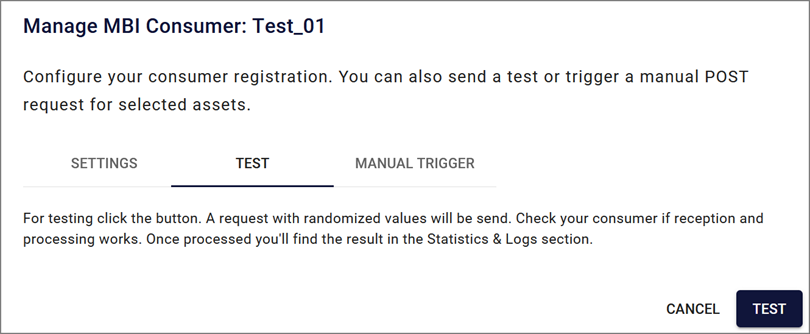 Manage MBI Consumer: Test_01
Configure your consumer registration. You can also send a test or trigger a manual POST
request for selected assets.
SETTINGS TEST MANUAL TRIGGER
For testing click the button. A request with randomized values will be send. Check your consumer if reception and
processing works. Once processed you'll find the result in the Statistics & Logs section.
CANCEL TEST